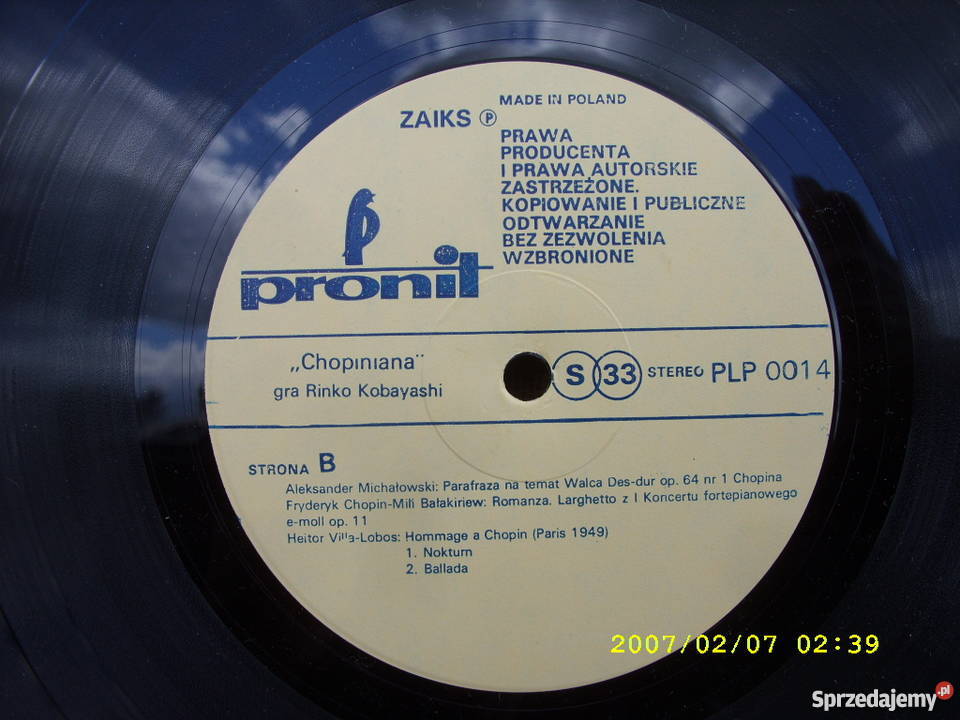 ZAIKS Ⓟ
MADE IN POLAND
PRAWA
PRODUCENTA
I PRAWA AUTORSKIE
ZASTRZEŻONE.
KOPIOWANIE I PUBLICZNE
ODTWARZANIE
BEZ ZEZWOLENIA
WZBRONIONE
pronit
„Chopiniana”
gra Rinko Kobayashi
S 33 STEREO PLP 0014
STRONA B
Aleksander Michałowski: Parafraza na temat Walca Des-dur op. 64 nr 1 Chopina
Fryderyk Chopin-Mili Bałakiriew: Romanza. Larghetto z I Koncertu fortepianowego
e-moll op. 11
Heitor Villa-Lobos: Hommage a Chopin (Paris 1949)
1. Nokturn
2. Ballada
2007/02/07 02:39
Sprzedajemy.pl